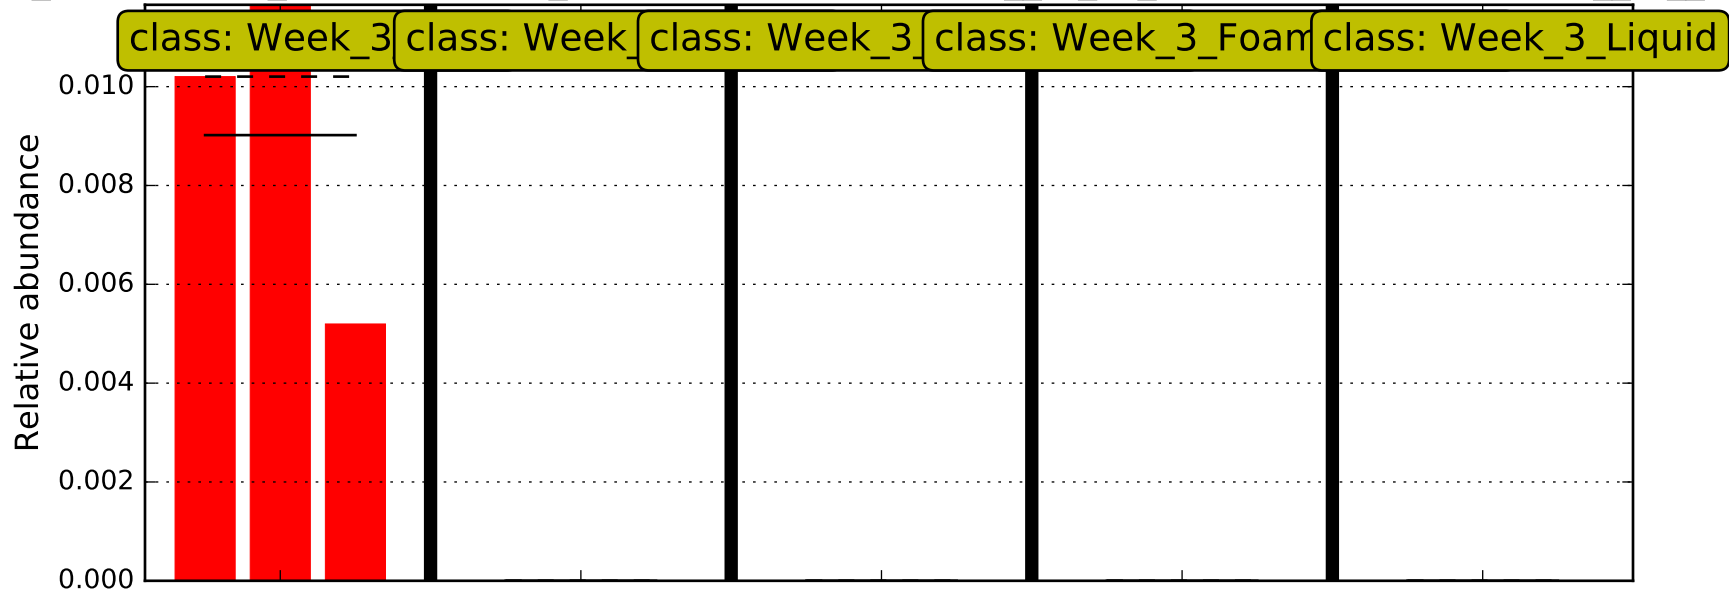 class: Week_3
class: Week_
class: Week_3_
class: Week_3_Foam
class: Week_3_Liquid
0.010
0.008
0.006
0.004
0.002
0.000
Relative abundance